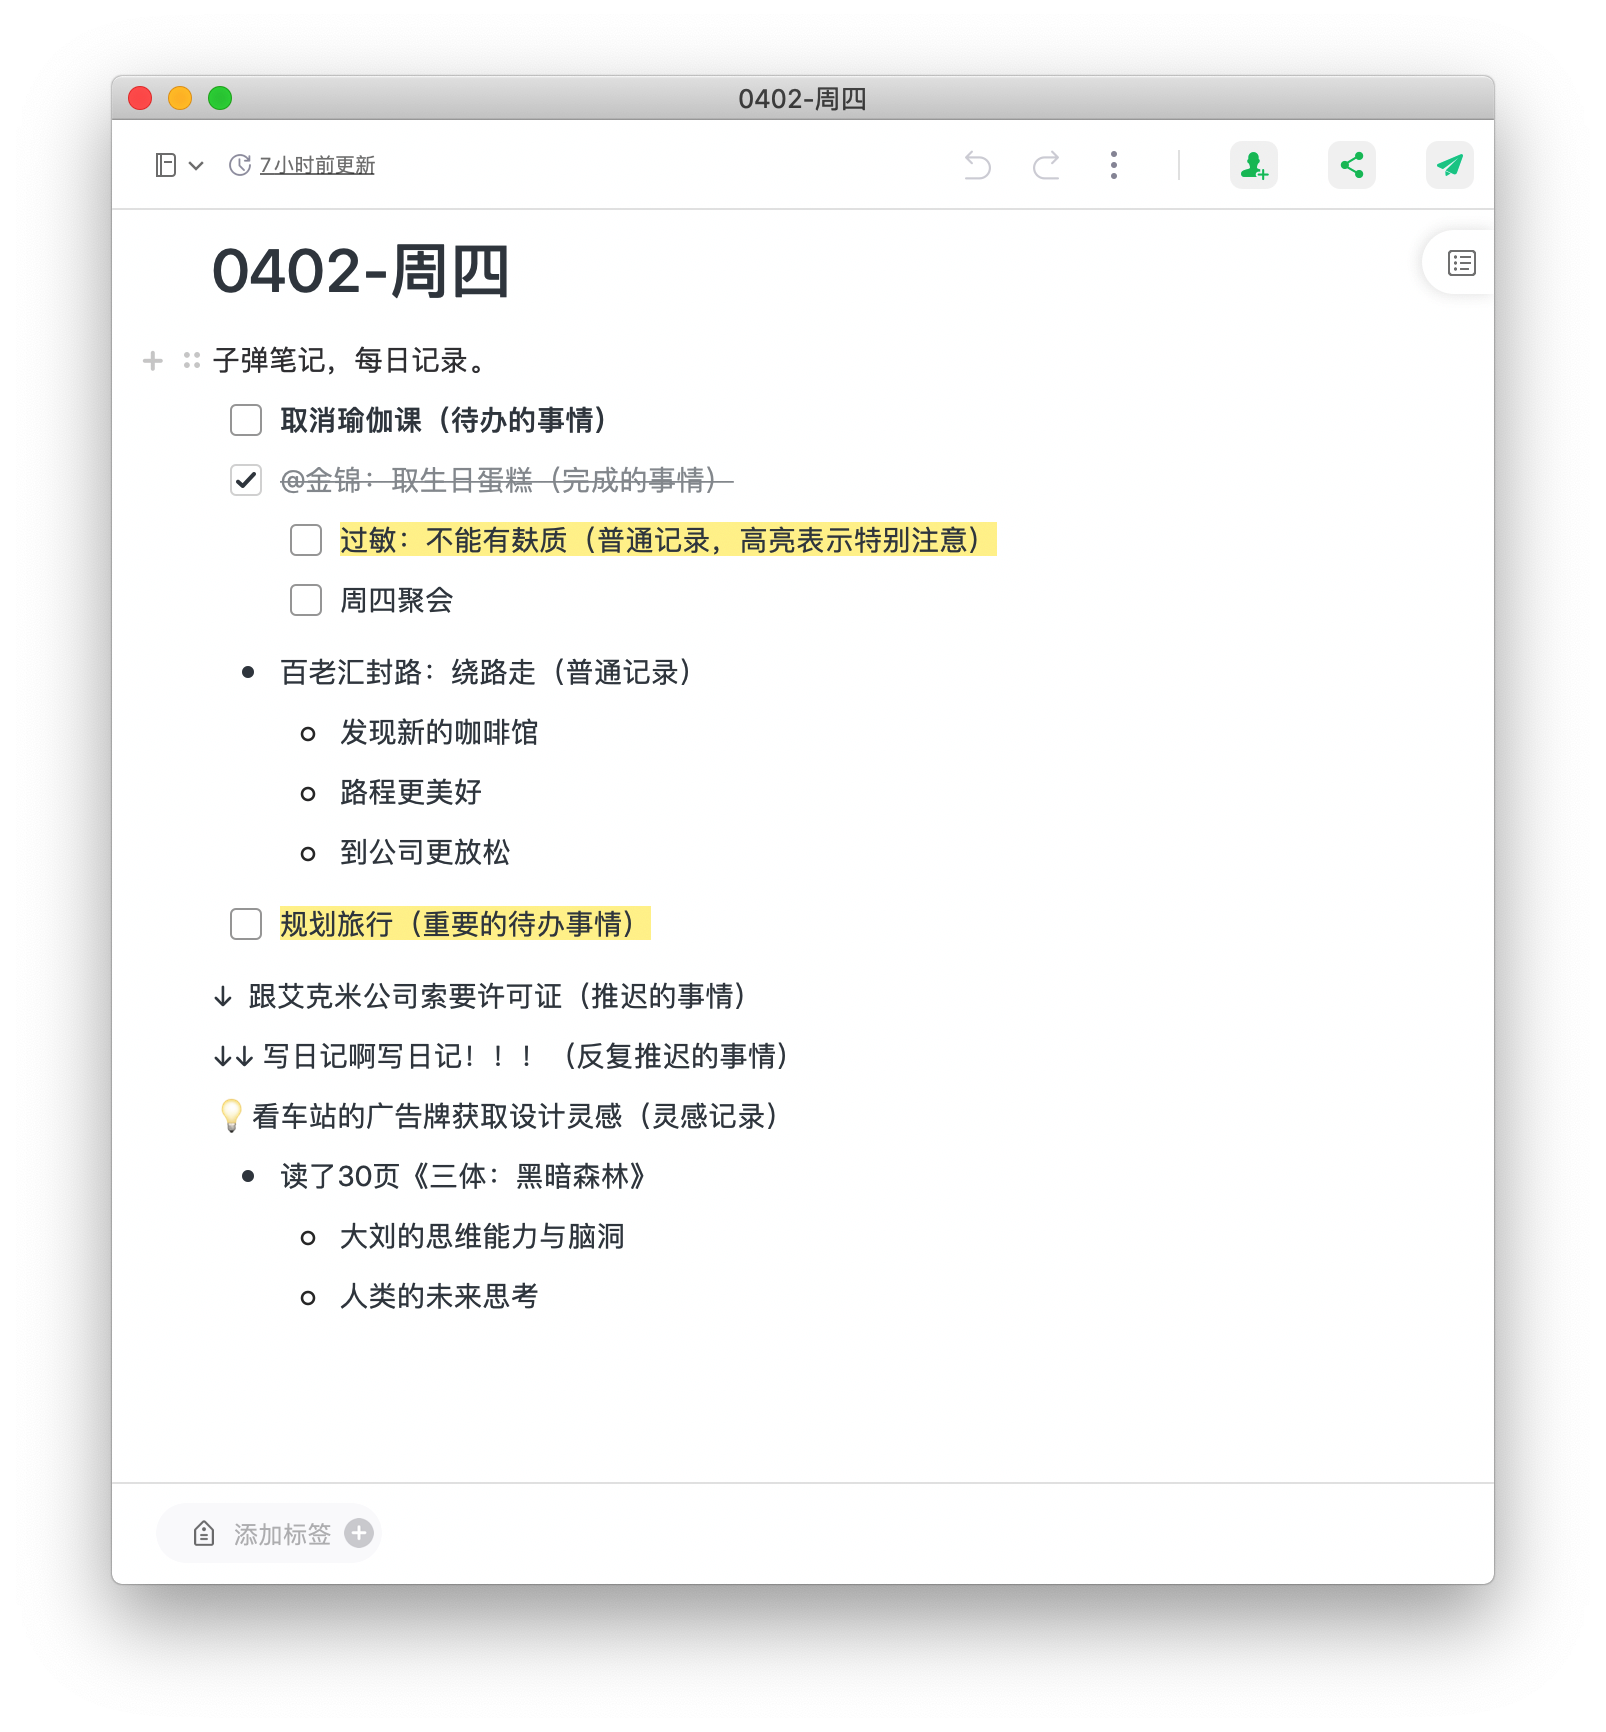 0402-周四
7小时前更新
0402-周四
子弹笔记，每日记录。
取消瑜伽课（待办的事情）
@金锦：取生日蛋糕（完成的事情）
过敏：不能有麸质（普通记录，高亮表示特别注意）
周四聚会
百老汇封路：绕路走（普通记录）
发现新的咖啡馆
路程更美好
到公司更放松
规划旅行（重要的待办事情）
↓ 跟艾克米公司索要许可证（推迟的事情）
↓↓ 写日记啊写日记！！！（反复推迟的事情）
💡看车站的广告牌获取设计灵感（灵感记录）
读了30页《三体：黑暗森林》
大刘的思维能力与脑洞
人类的未来思考
添加标签